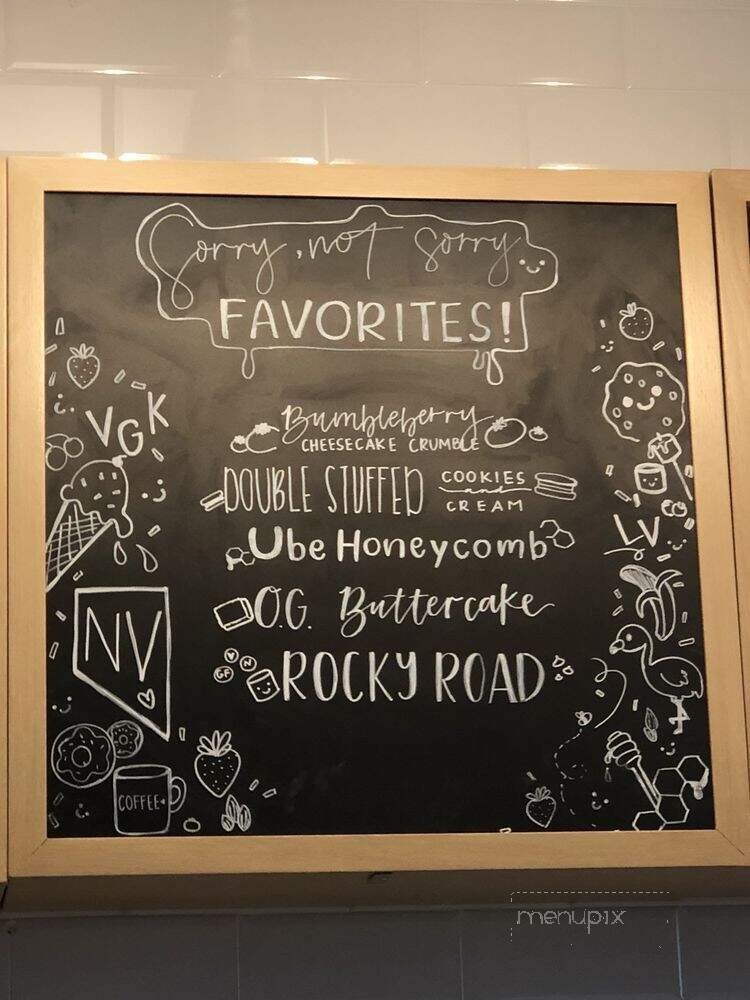 Sorry, not sorry
FAVORITES!
Bumbleberry
CHEESECAKE CRUMBLE
DOUBLE STUFFED COOKIES and CREAM
Ube Honeycomb
O.G. Buttercake
V N GF
ROCKY ROAD
VGK
NV
COFFEE
LV
menupix